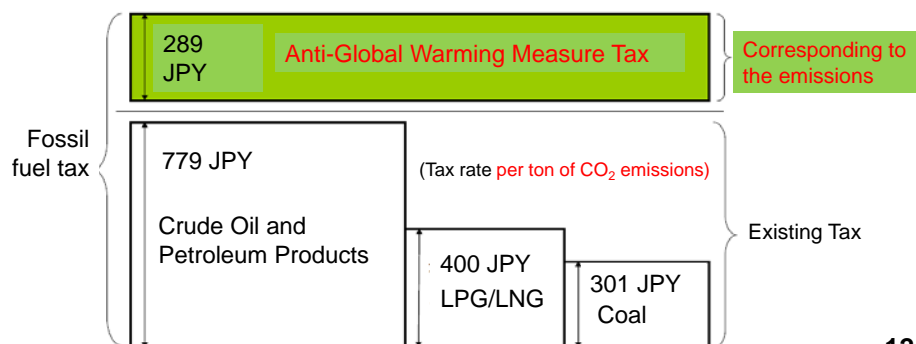 289
JPY
Anti-Global Warming Measure Tax
Corresponding to
the emissions
Fossil
fuel tax
779 JPY
(Tax rate per ton of CO₂ emissions)
Crude Oil and
Petroleum Products
Existing Tax
400 JPY
LPG/LNG
301 JPY
Coal